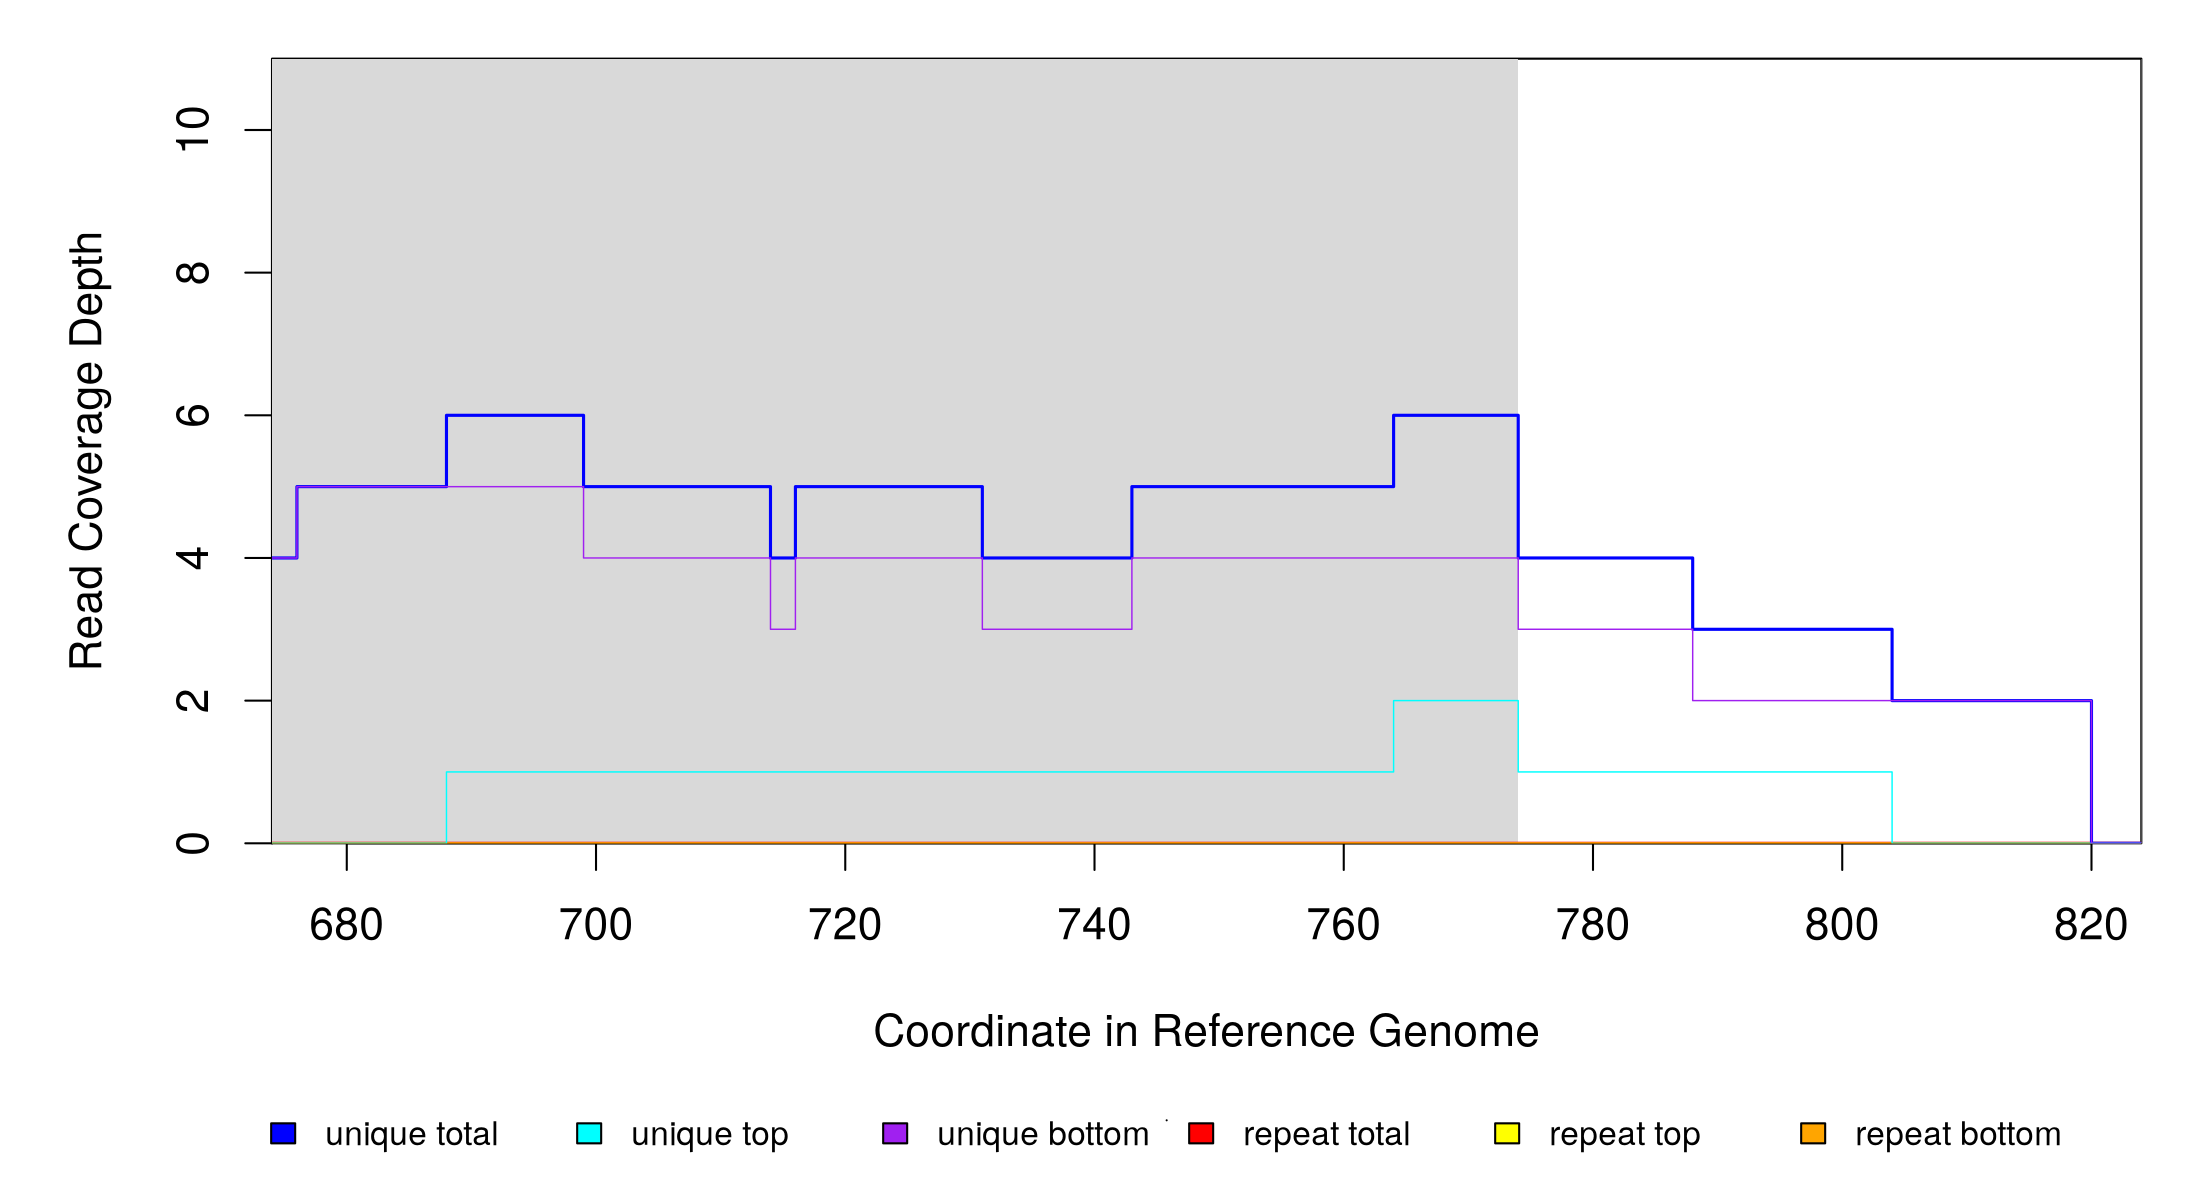 Read Coverage Depth
10
8
6
4
2
0
680 700 720 740 760 780 800 820
Coordinate in Reference Genome
unique total unique top unique bottom repeat total repeat top repeat bottom